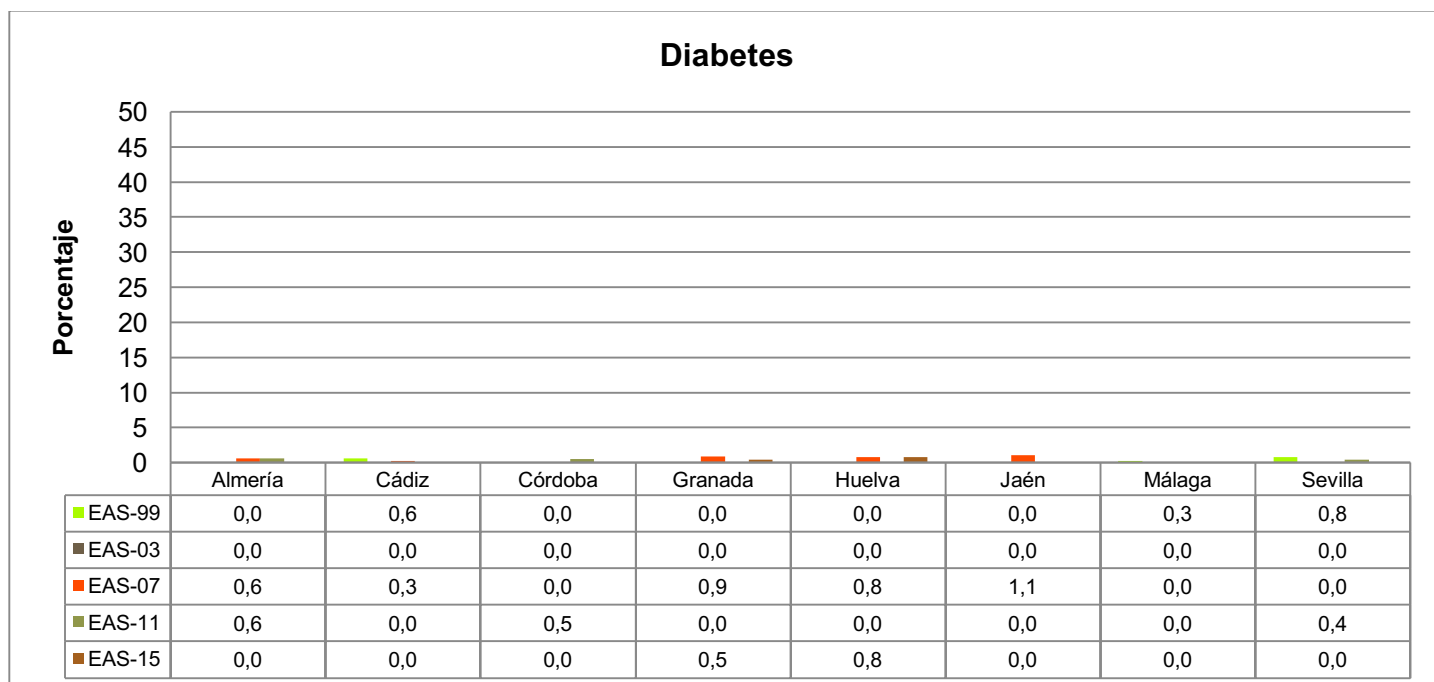 Diabetes
Porcentaje
50
45
40
35
30
25
20
15
10
5
0
Almería Cádiz Córdoba Granada Huelva Jaén Málaga Sevilla
EAS-99 0,0 0,6 0,0 0,0 0,0 0,0 0,3 0,8
EAS-03 0,0 0,0 0,0 0,0 0,0 0,0 0,0 0,0
EAS-07 0,6 0,3 0,0 0,9 0,8 1,1 0,0 0,0
EAS-11 0,6 0,0 0,5 0,0 0,0 0,0 0,0 0,4
EAS-15 0,0 0,0 0,0 0,5 0,8 0,0 0,0 0,0